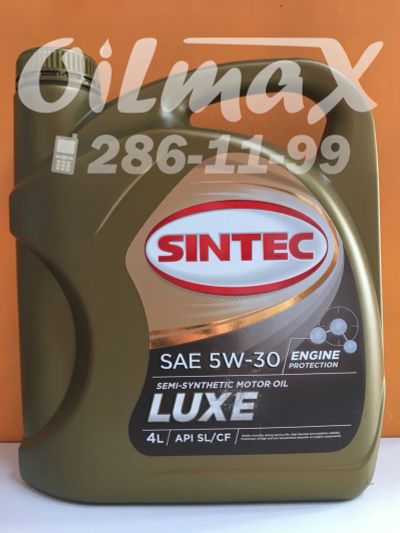 Oilmax
286-11-99
SINTEC
SAE 5W-30
ENGINE
PROTECTION
SEMI-SYNTHETIC MOTOR OIL
LUXE
4L API SL/CF